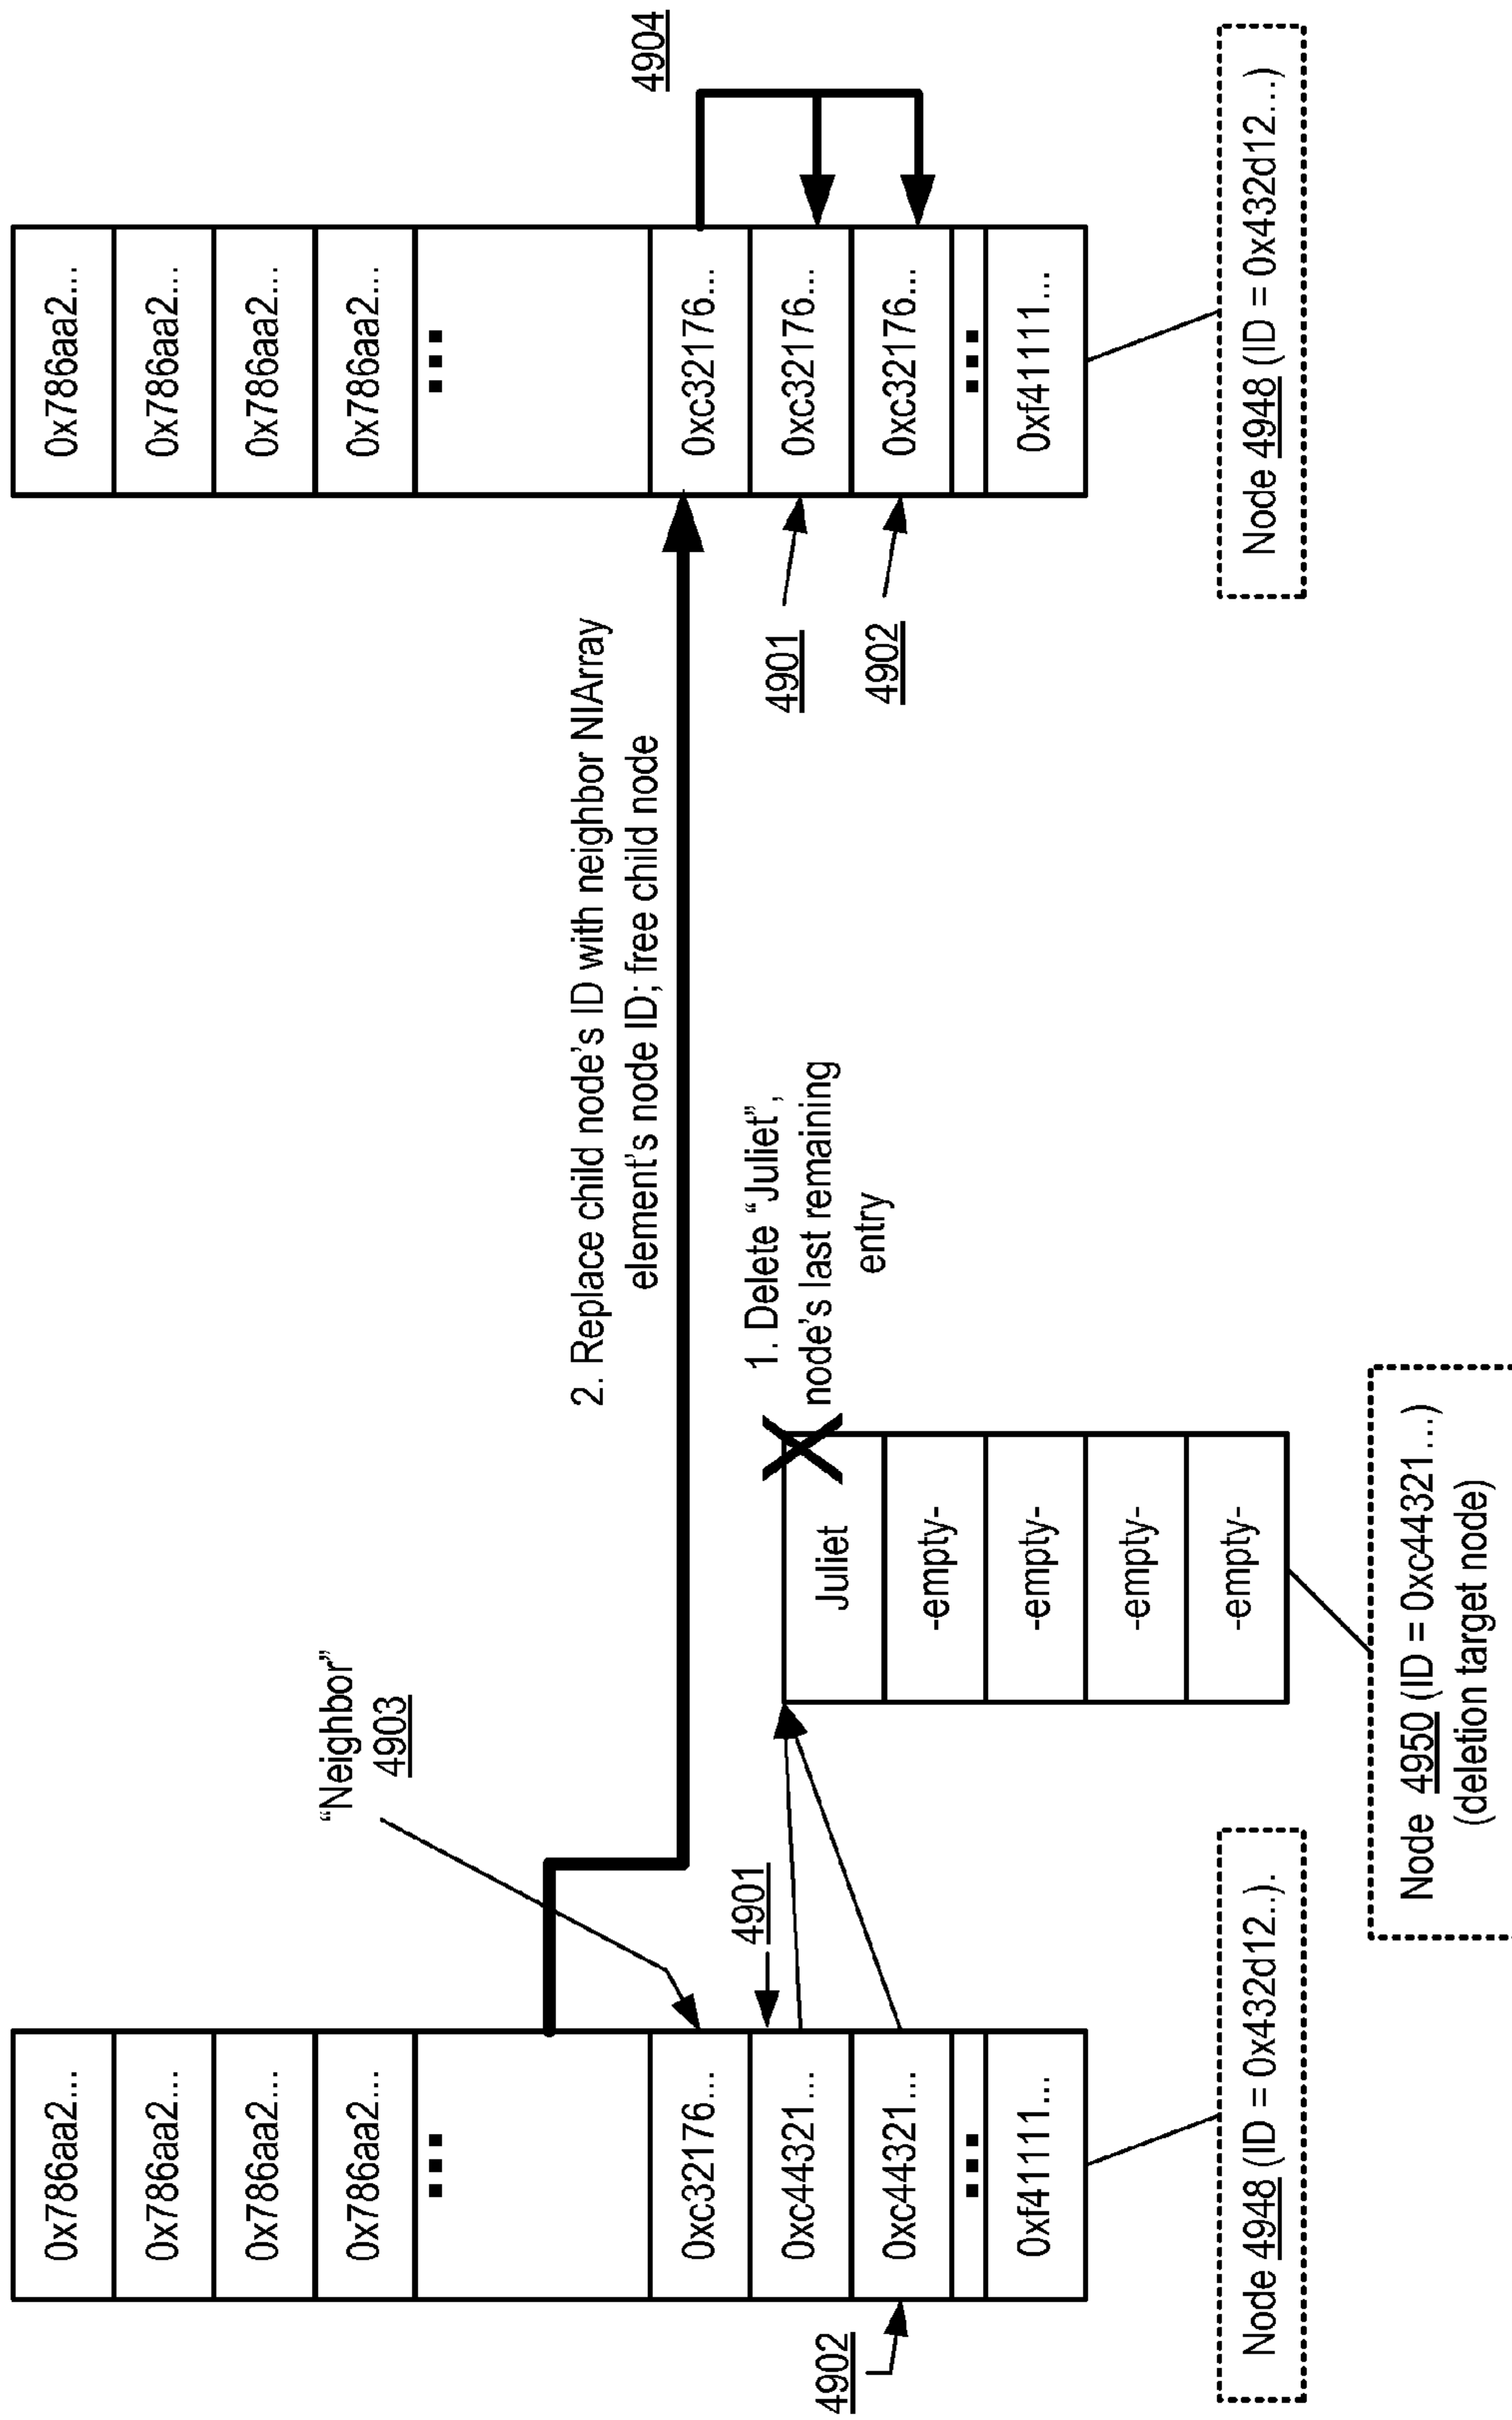 0x786aa2...
0x786aa2...
0x786aa2...
0x786aa2...
...
0xc32176...
0xc44321...
0xc44321...
...
0xf41111...
4902
4901
"Neighbor"
4903
Node 4948 (ID = 0x432d12..).
Juliet
-empty-
-empty-
-empty-
-empty-
1. Delete "Juliet",
node's last remaining
entry
Node 4950 (ID = 0xc44321...)
(deletion target node)
2. Replace child node's ID with neighbor NIArray
element's node ID; free child node
0x786aa2...
0x786aa2...
0x786aa2...
0x786aa2...
...
0xc32176...
0xc32176...
0xc32176...
...
0xf41111...
4901
4902
4904
Node 4948 (ID = 0x432d12...)